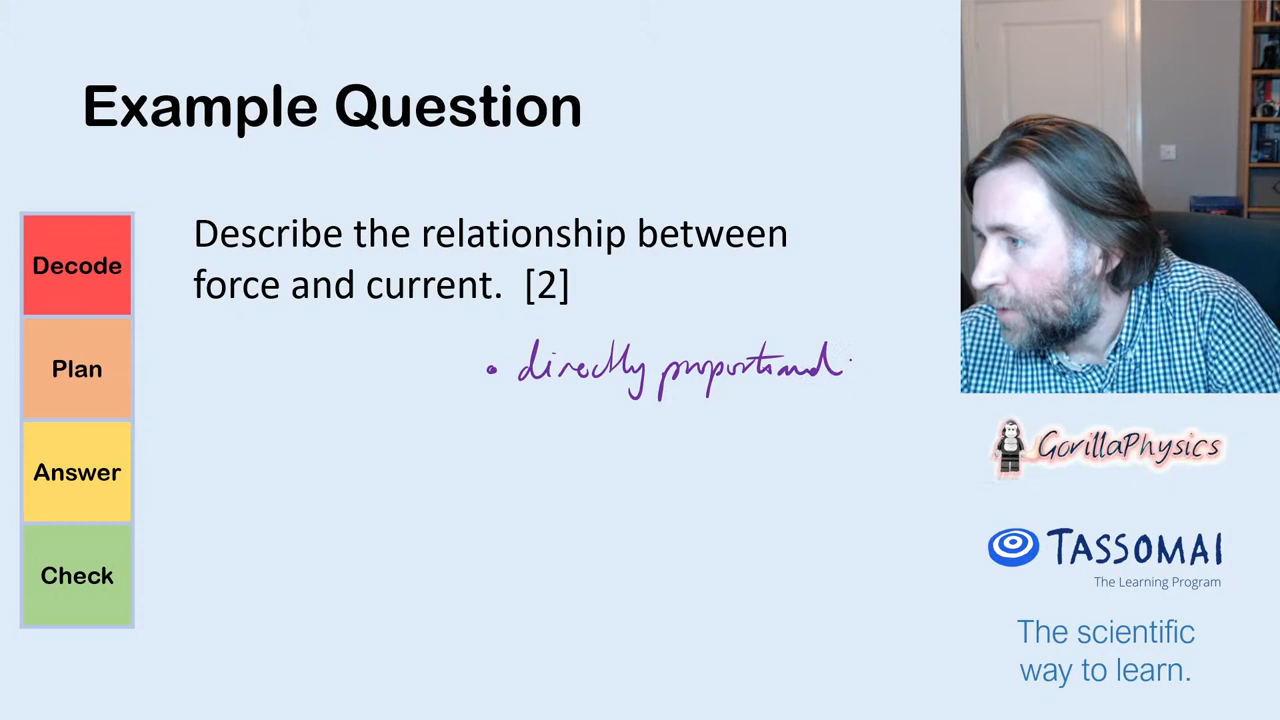 Example Question
Decode
Plan
Answer
Check
Describe the relationship between
force and current. [2]
• directly proportional
GorillaPhysics
TASSOMAI
The Learning Program
The scientific
way to learn.